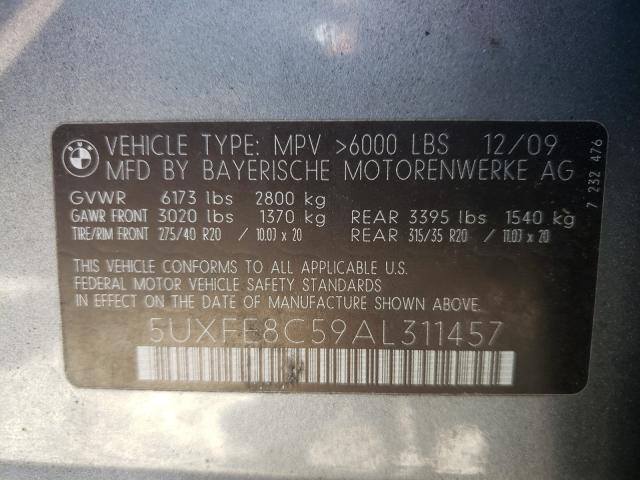 BMW
VEHICLE TYPE: MPV >6000 LBS 12/09
MFD BY BAYERISCHE MOTORENWERKE AG
GVWR 6173 lbs 2800 kg
GAWR FRONT 3020 lbs 1370 kg REAR 3395 lbs 1540 kg
TIRE/RIM FRONT 275/40 R20 / 10.0J x 20 REAR 315/35 R20 / 11.0J x 20
THIS VEHICLE CONFORMS TO ALL APPLICABLE U.S.
FEDERAL MOTOR VEHICLE SAFETY STANDARDS
IN EFFECT ON THE DATE OF MANUFACTURE SHOWN ABOVE.
5UXFE8C59AL311457
7 232 476